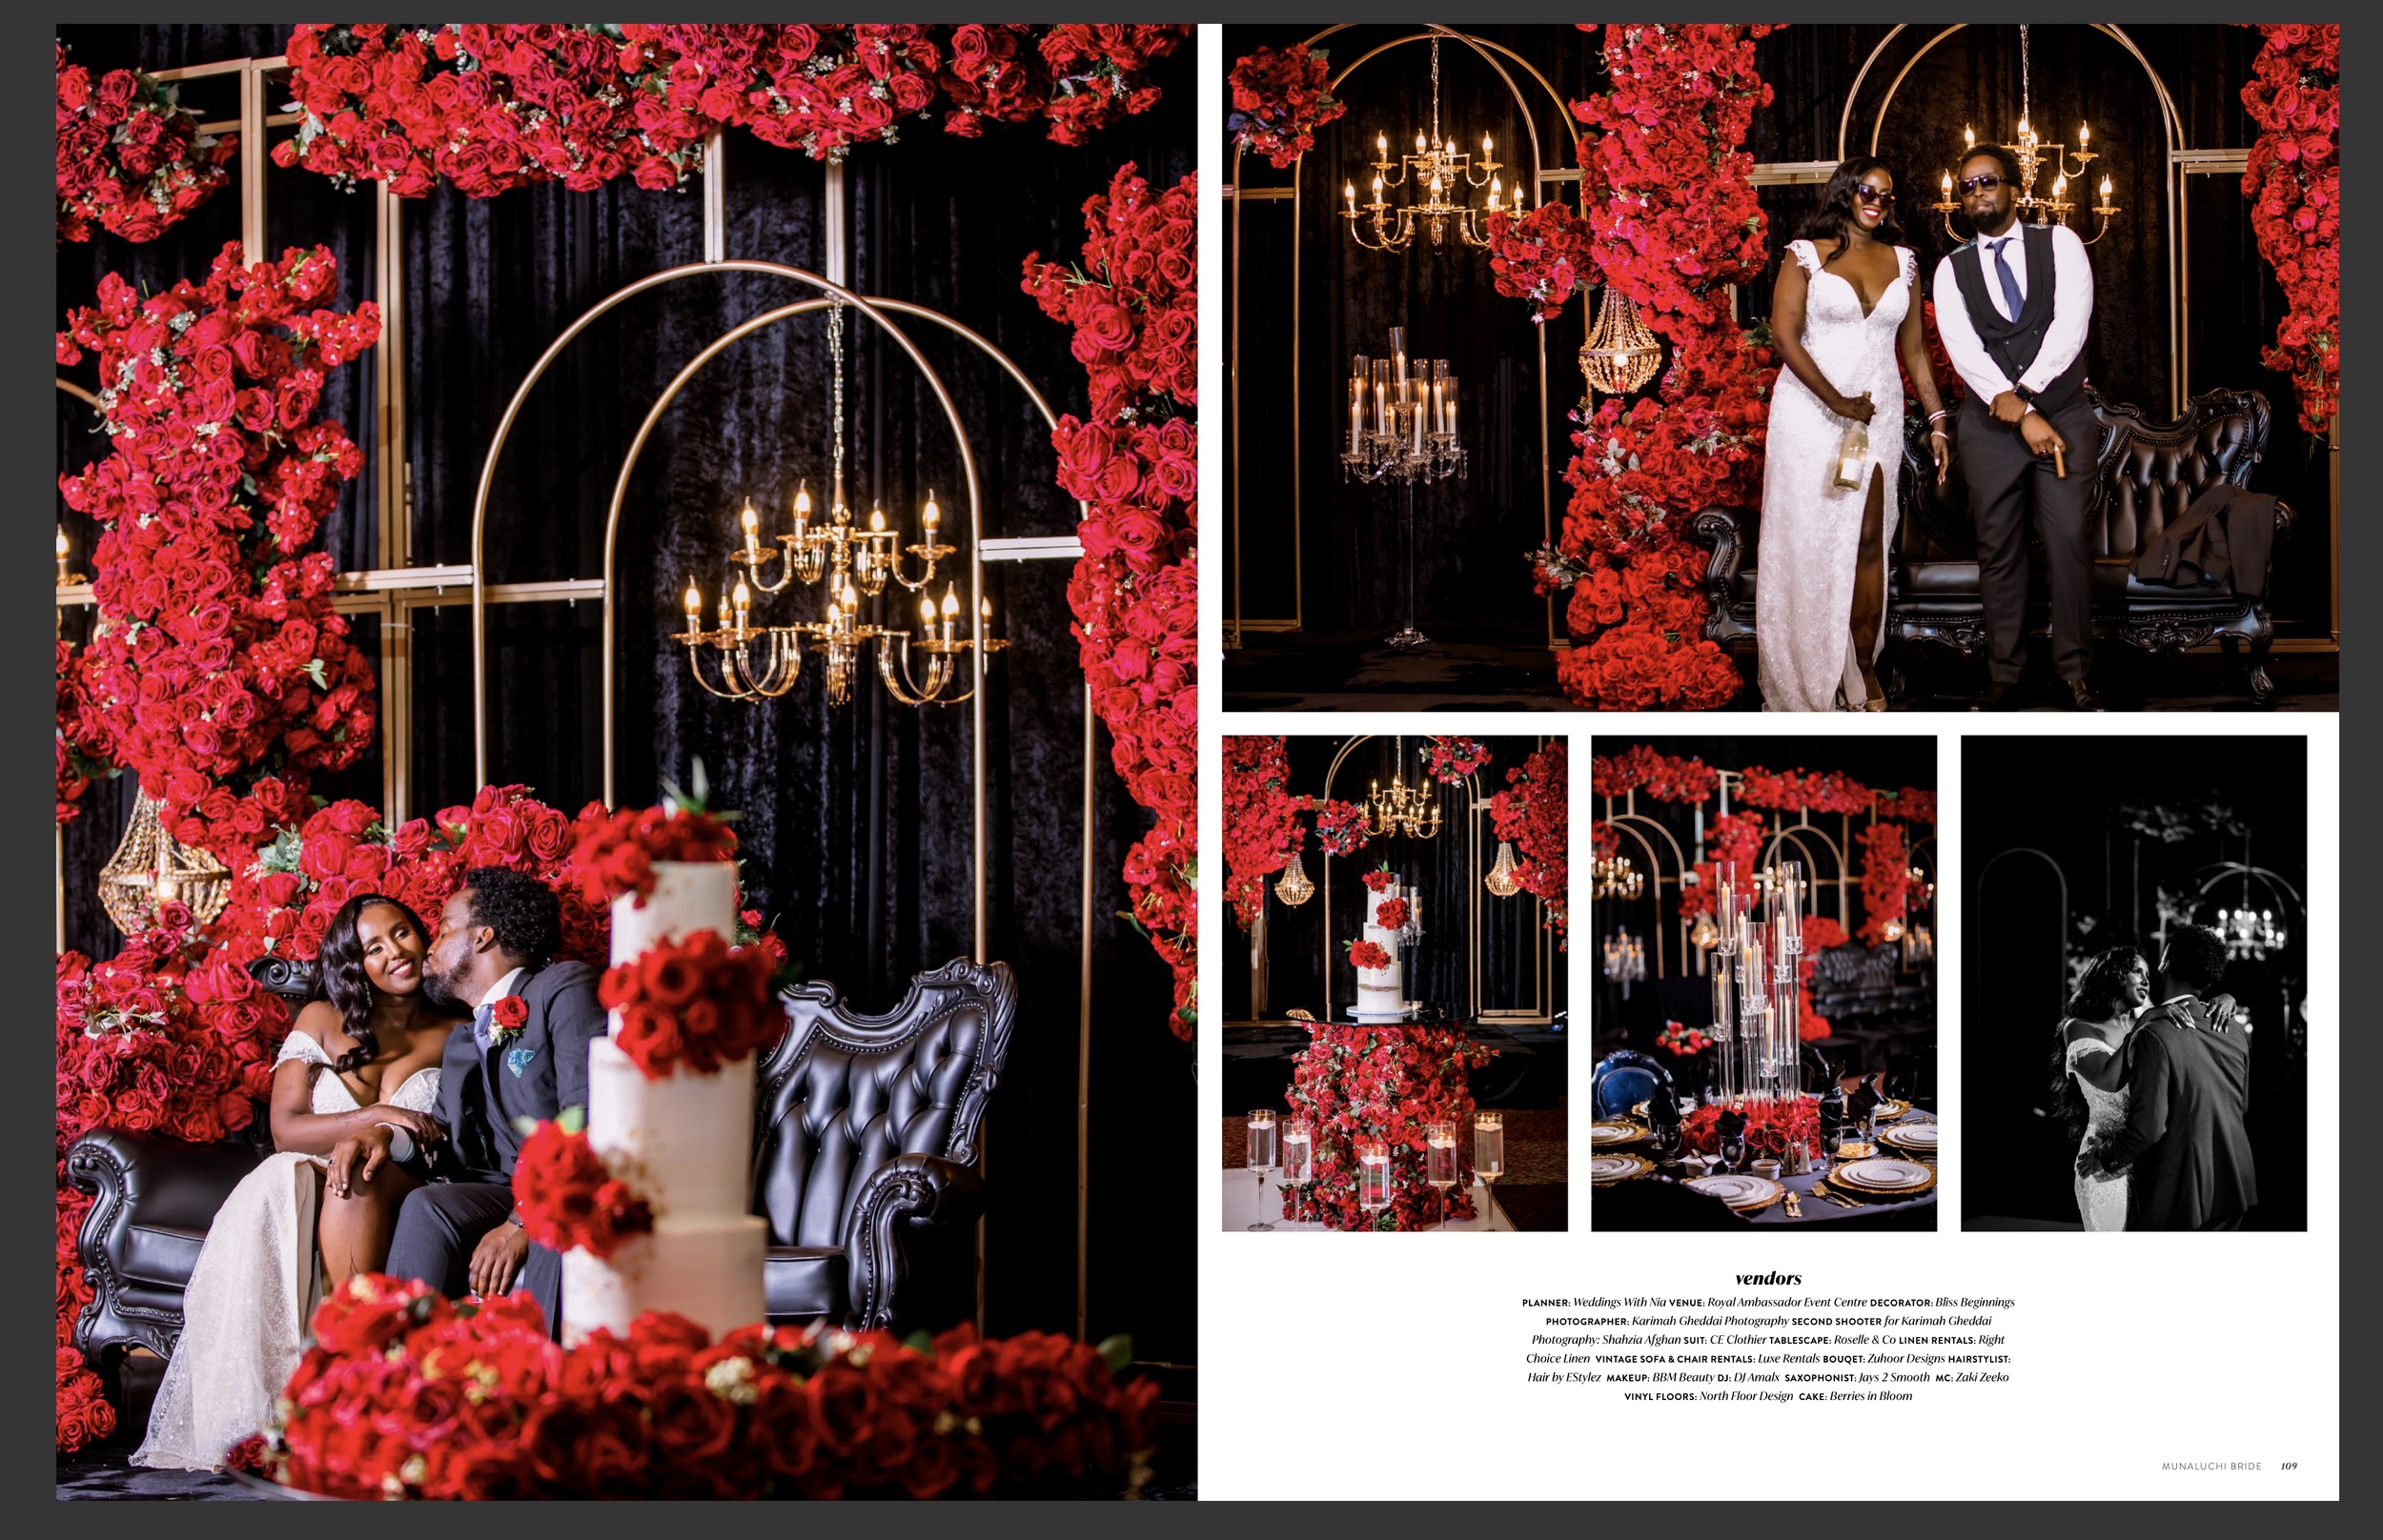 vendors
PLANNER: Weddings With Nia VENUE: Royal Ambassador Event Centre DECORATOR: Bliss Beginnings
PHOTOGRAPHER: Karimah Gheddai Photography SECOND SHOOTER for Karimah Gheddai
Photography: Shahzia Afghan SUIT: CE Clothier TABLESCAPE: Roselle & Co LINEN RENTALS: Right
Choice Linen VINTAGE SOFA & CHAIR RENTALS: Luxe Rentals BOUQET: Zuhoor Designs HAIRSTYLIST:
Hair by EStylez MAKEUP: BBM Beauty DJ: DJ Amalx SAXOPHONIST: Jays 2 Smooth MC: Zaki Zeeko
VINYL FLOORS: North Floor Design CAKE: Berries in Bloom
MUNALUCHI BRIDE 109